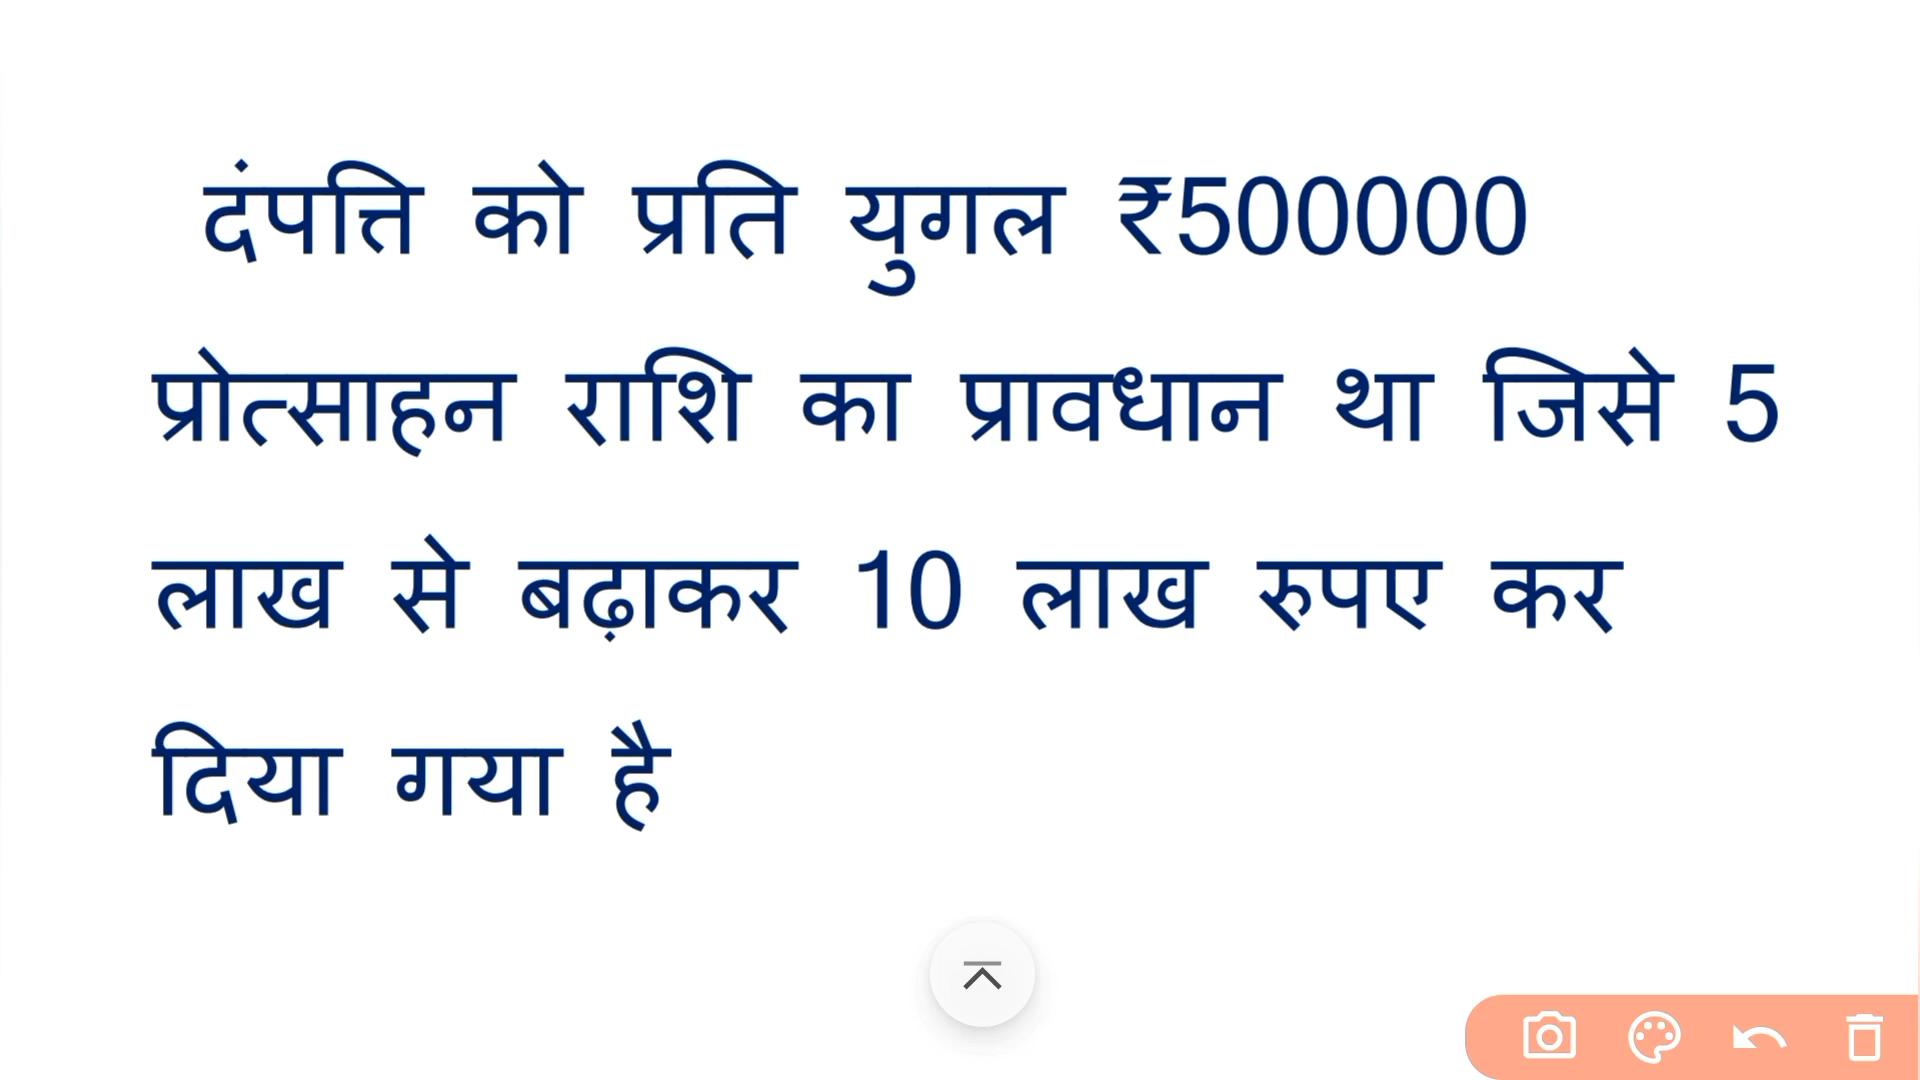 दंपत्ति को प्रति युगल ₹500000
प्रोत्साहन राशि का प्रावधान था जिसे 5
लाख से बढ़ाकर 10 लाख रुपए कर
दिया गया है